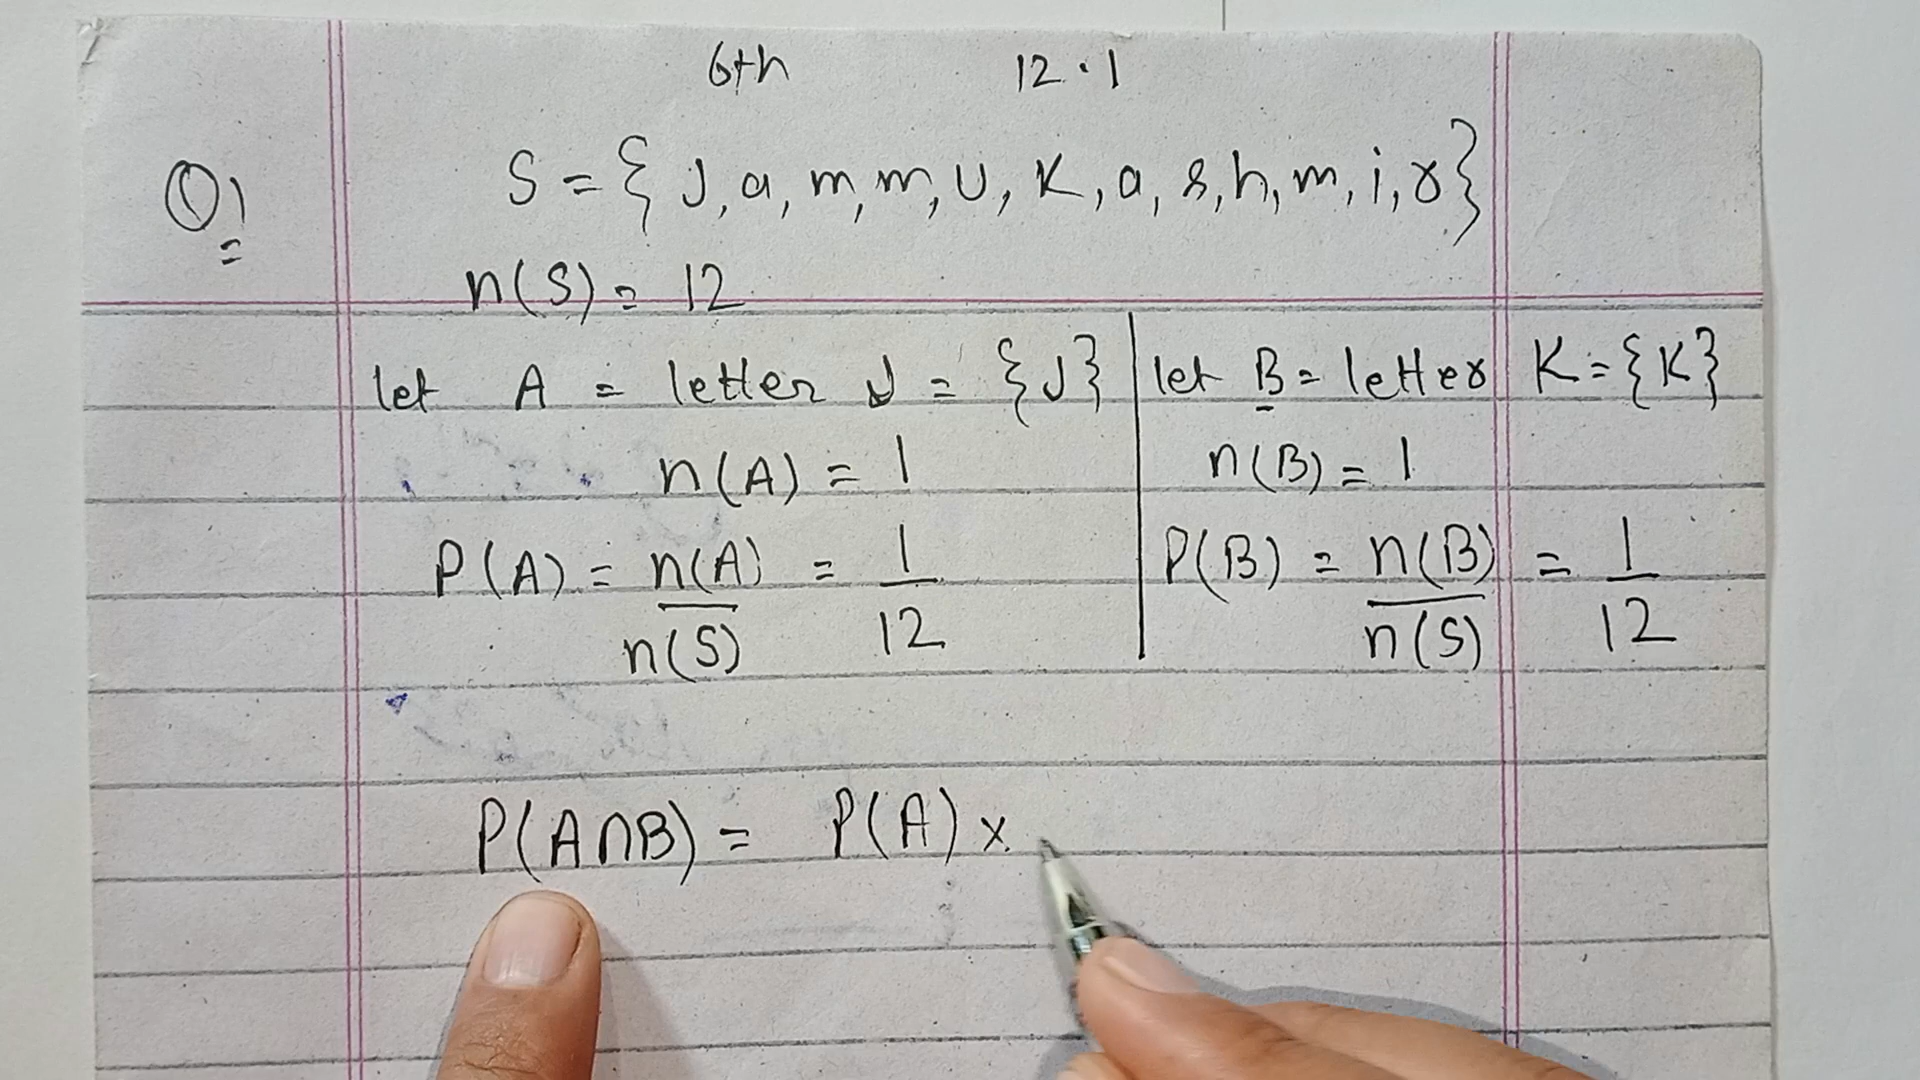 6th 12.1
Q1 S = { J, a, m, m, U, K, a, s, h, m, i, r }
n(S) = 12
let A = letter J = {J}
n(A) = 1
P(A) = n(A)/n(S) = 1/12
let B = letter K = {K}
n(B) = 1
P(B) = n(B)/n(S) = 1/12
P(A∩B) = P(A) ×